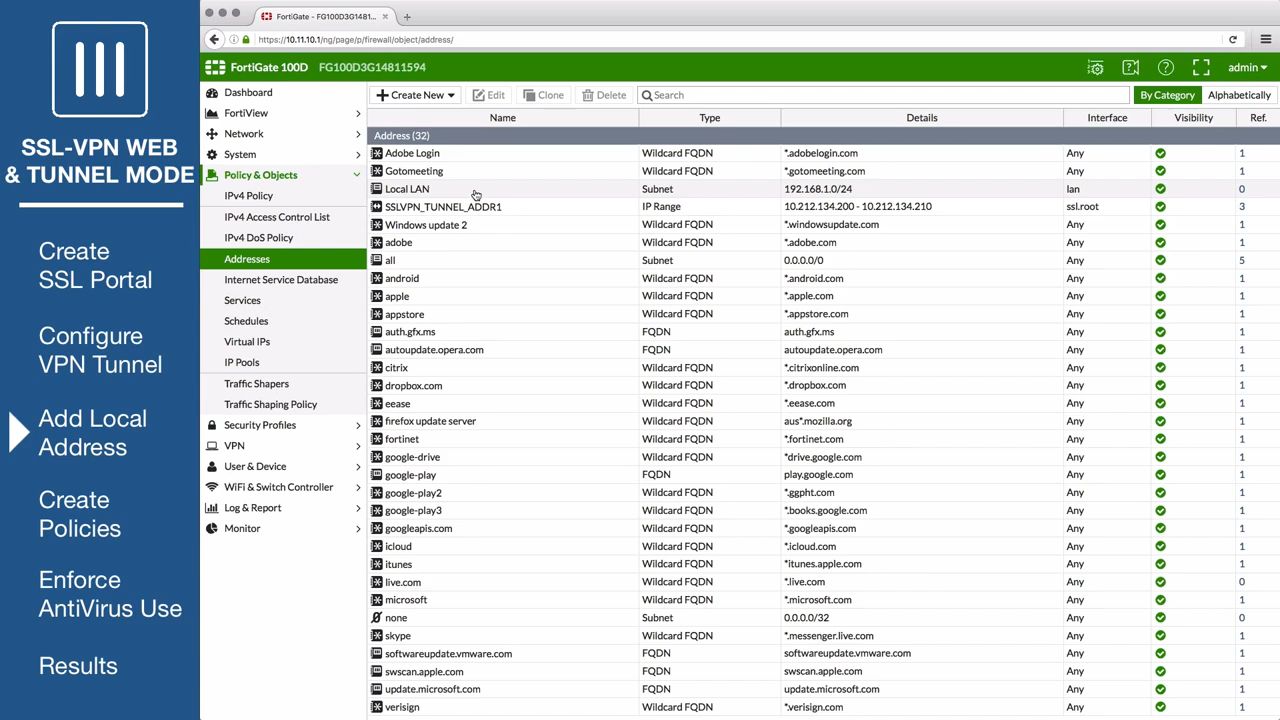 SSL-VPN WEB
& TUNNEL MODE
Create
SSL Portal
Configure
VPN Tunnel
Add Local
Address
Create
Policies
Enforce
AntiVirus Use
Results
FortiGate - FG100D3G1481...
https://10.11.10.1/ng/page/p/firewall/object/address/
FortiGate 100D FG100D3G14811594 admin
Dashboard
FortiView
Network
System
Policy & Objects
IPv4 Policy
IPv4 Access Control List
IPv4 DoS Policy
Addresses
Internet Service Database
Services
Schedules
Virtual IPs
IP Pools
Traffic Shapers
Traffic Shaping Policy
Security Profiles
VPN
User & Device
WiFi & Switch Controller
Log & Report
Monitor
Create New Edit Clone Delete Search By Category Alphabetically
Name Type Details Interface Visibility Ref.
Address (32)
Adobe Login Wildcard FQDN *.adobelogin.com Any 1
Gotomeeting Wildcard FQDN *.gotomeeting.com Any 1
Local LAN Subnet 192.168.1.0/24 lan 0
SSLVPN_TUNNEL_ADDR1 IP Range 10.212.134.200 - 10.212.134.210 ssl.root 3
Windows update 2 Wildcard FQDN *.windowsupdate.com Any 1
adobe Wildcard FQDN *.adobe.com Any 1
all Subnet 0.0.0.0/0 Any 5
android Wildcard FQDN *.android.com Any 1
apple Wildcard FQDN *.apple.com Any 1
appstore Wildcard FQDN *.appstore.com Any 1
auth.gfx.ms FQDN auth.gfx.ms Any 1
autoupdate.opera.com FQDN autoupdate.opera.com Any 1
citrix Wildcard FQDN *.citrixonline.com Any 1
dropbox.com Wildcard FQDN *.dropbox.com Any 1
eease Wildcard FQDN *.eease.com Any 1
firefox update server Wildcard FQDN aus*.mozilla.org Any 1
fortinet Wildcard FQDN *.fortinet.com Any 1
google-drive Wildcard FQDN *drive.google.com Any 1
google-play FQDN play.google.com Any 1
google-play2 Wildcard FQDN *.ggpht.com Any 1
google-play3 Wildcard FQDN *.books.google.com Any 1
googleapis.com Wildcard FQDN *.googleapis.com Any 1
icloud Wildcard FQDN *.icloud.com Any 1
itunes Wildcard FQDN *itunes.apple.com Any 1
live.com Wildcard FQDN *.live.com Any 0
microsoft Wildcard FQDN *.microsoft.com Any 1
none Subnet 0.0.0.0/32 Any 0
skype Wildcard FQDN *.messenger.live.com Any 1
softwareupdate.vmware.com FQDN softwareupdate.vmware.com Any 1
swscan.apple.com FQDN swscan.apple.com Any 1
update.microsoft.com FQDN update.microsoft.com Any 1
verisign Wildcard FQDN *.verisign.com Any 1